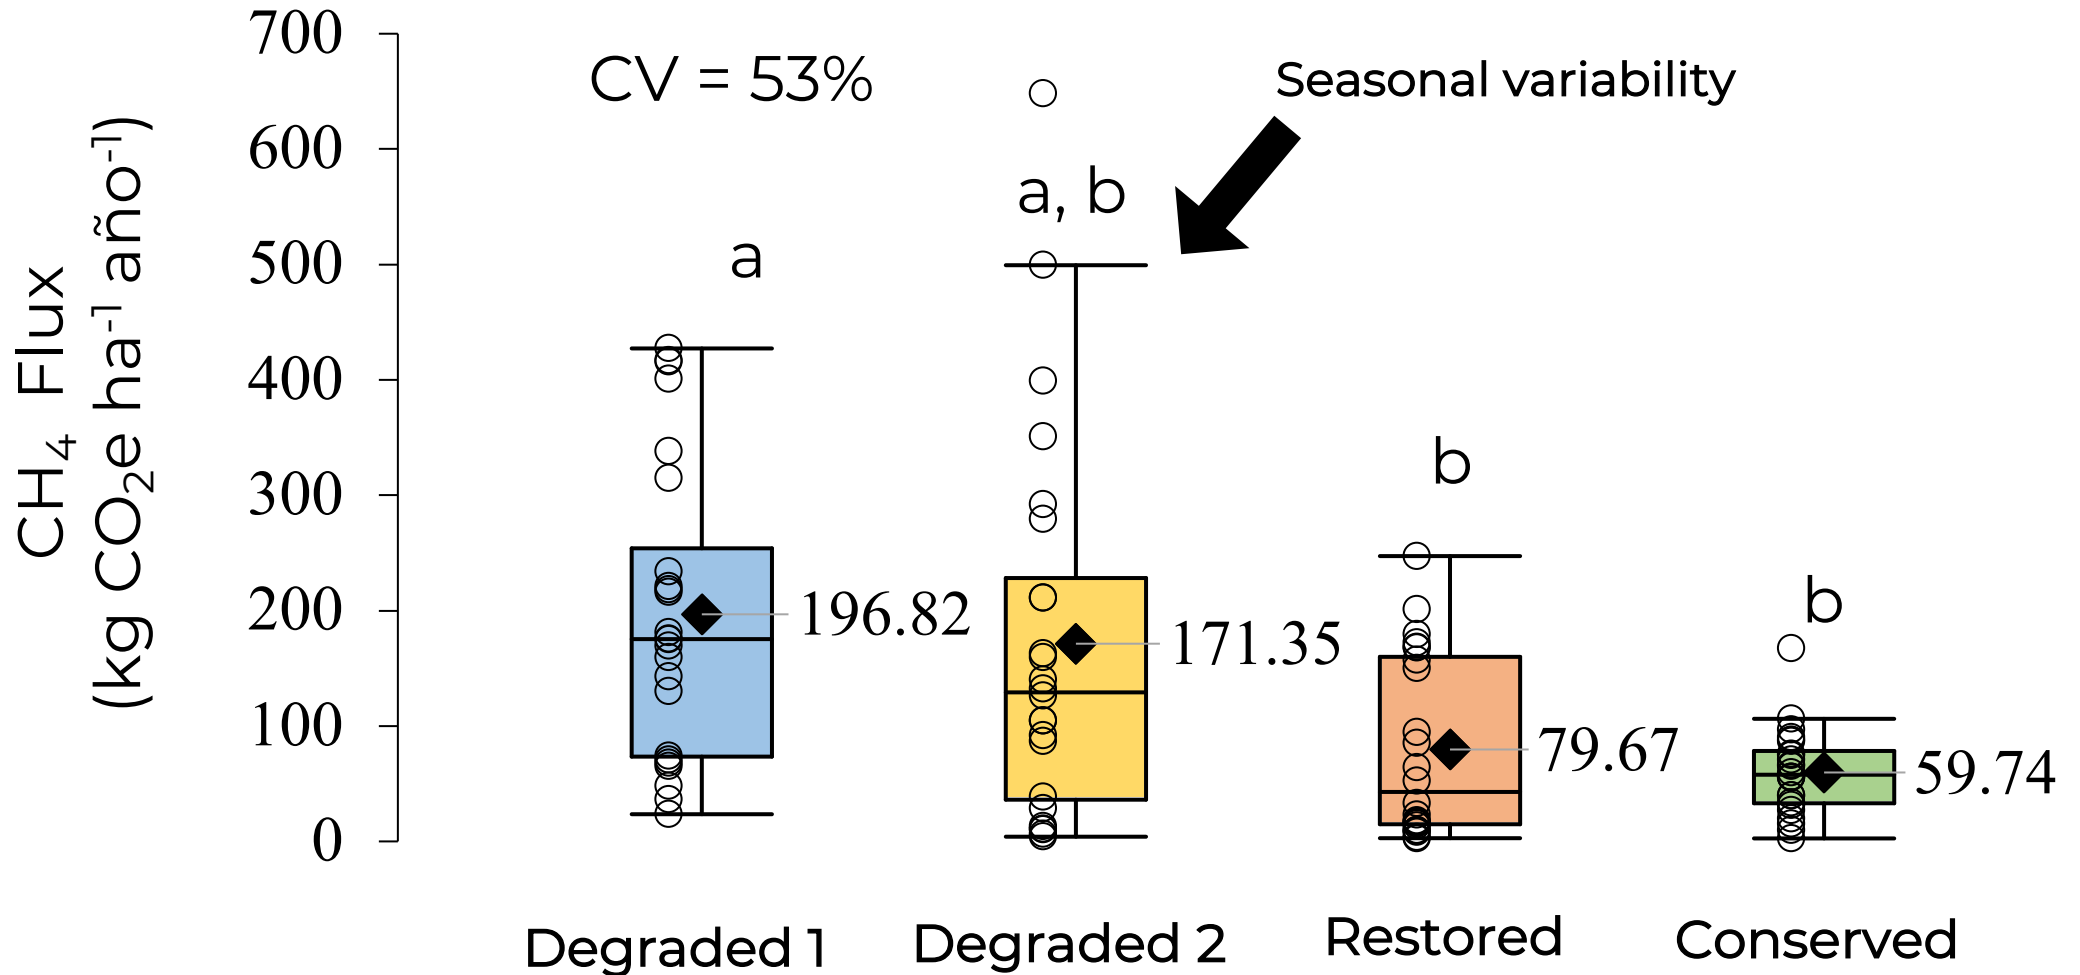 CH₄ Flux
(kg CO₂e ha⁻¹ año⁻¹)
700
600
500
400
300
200
100
0
CV = 53%
Seasonal variability
a
a, b
b
b
196.82
171.35
79.67
59.74
Degraded 1
Degraded 2
Restored
Conserved